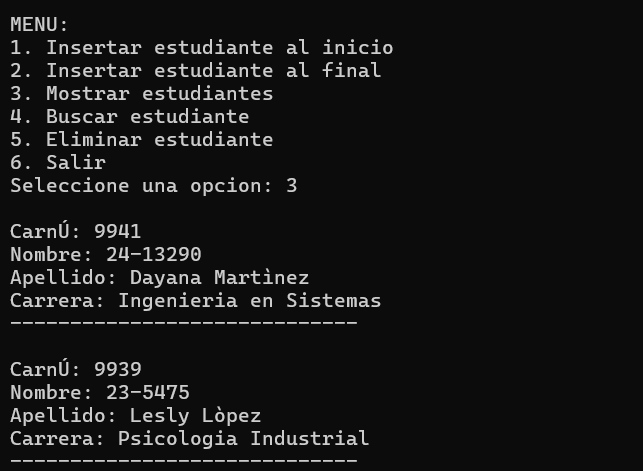 MENU:
1. Insertar estudiante al inicio
2. Insertar estudiante al final
3. Mostrar estudiantes
4. Buscar estudiante
5. Eliminar estudiante
6. Salir
Seleccione una opcion: 3
CarnÚ: 9941
Nombre: 24-13290
Apellido: Dayana Martìnez
Carrera: Ingenieria en Sistemas
-----------------------------
CarnÚ: 9939
Nombre: 23-5475
Apellido: Lesly Lòpez
Carrera: Psicologia Industrial
-----------------------------